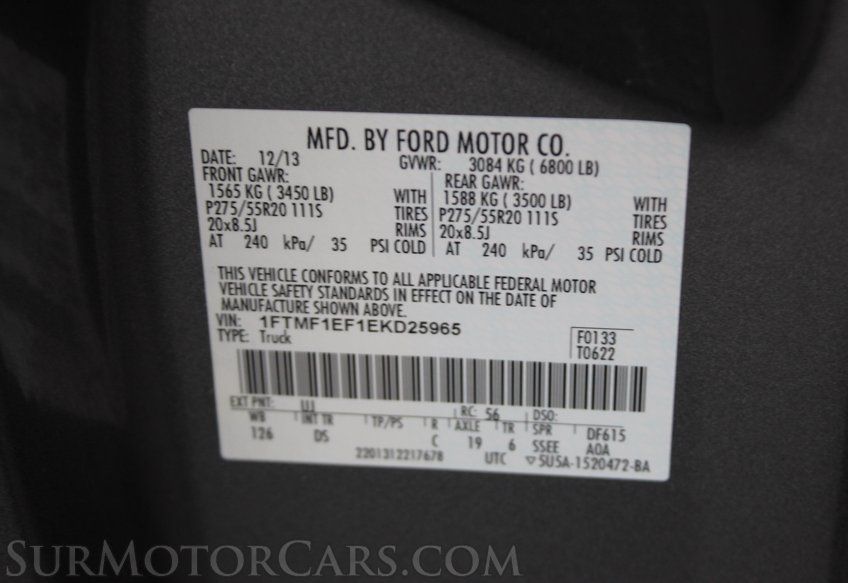 MFD. BY FORD MOTOR CO.
DATE: 12/13 GVWR: 3084 KG ( 6800 LB)
FRONT GAWR: REAR GAWR:
1565 KG ( 3450 LB) WITH 1588 KG ( 3500 LB) WITH
P275/55R20 111S TIRES P275/55R20 111S TIRES
20x8.5J RIMS 20x8.5J RIMS
AT 240 kPa/ 35 PSI COLD AT 240 kPa/ 35 PSI COLD
THIS VEHICLE CONFORMS TO ALL APPLICABLE FEDERAL MOTOR
VEHICLE SAFETY STANDARDS IN EFFECT ON THE DATE OF
MANUFACTURE SHOWN ABOVE.
VIN: 1FTMF1EF1EKD25965 F0133
TYPE: Truck T0622
EXT PNT: UJ RC: 56 DSO:
WB INT TR TP/PS R AXLE TR SPR DF615
126 DS C 19 6 SSEE AOA
2201312217678 UTC ▽5U5A-1520472-BA
SurMotorCars.com